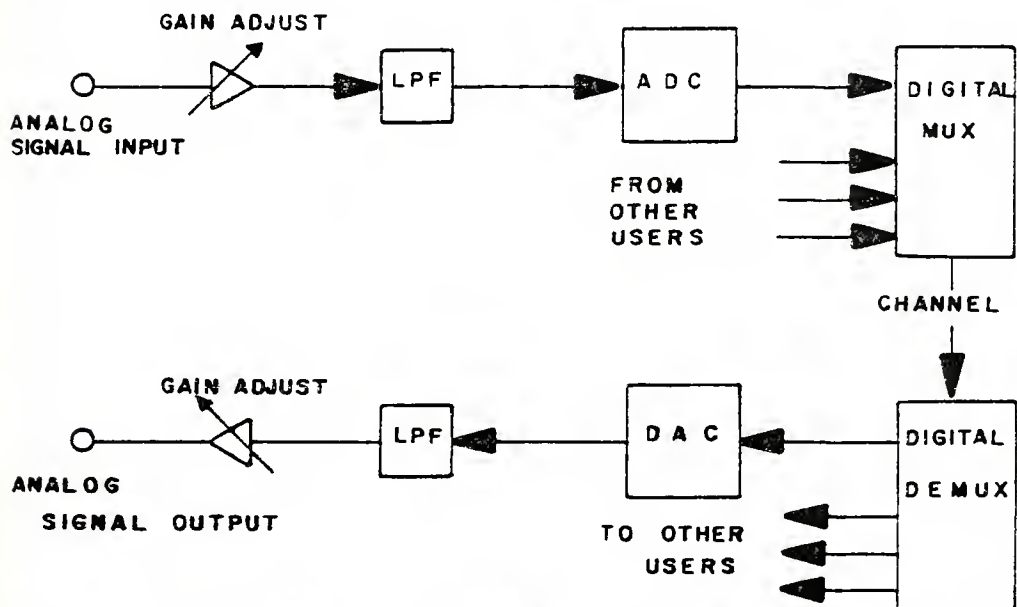 GAIN ADJUST
LPF
ADC
DIGITAL
MUX
ANALOG
SIGNAL INPUT
FROM
OTHER
USERS
CHANNEL
GAIN ADJUST
LPF
DAC
DIGITAL
DEMUX
ANALOG
SIGNAL OUTPUT
TO OTHER
USERS